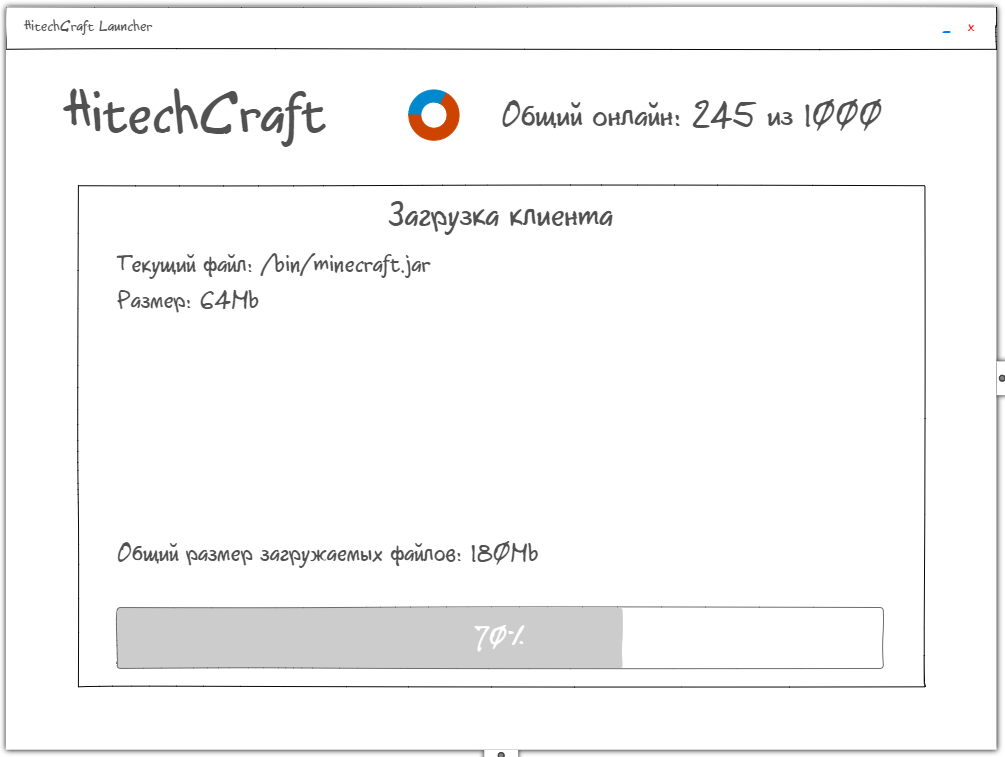 HitechCraft Launcher
HitechCraft
Общий онлайн: 245 из 1000
Загрузка клиента
Текущий файл: /bin/minecraft.jar
Размер: 64Mb
Общий размер загружаемых файлов: 180Mb
70%